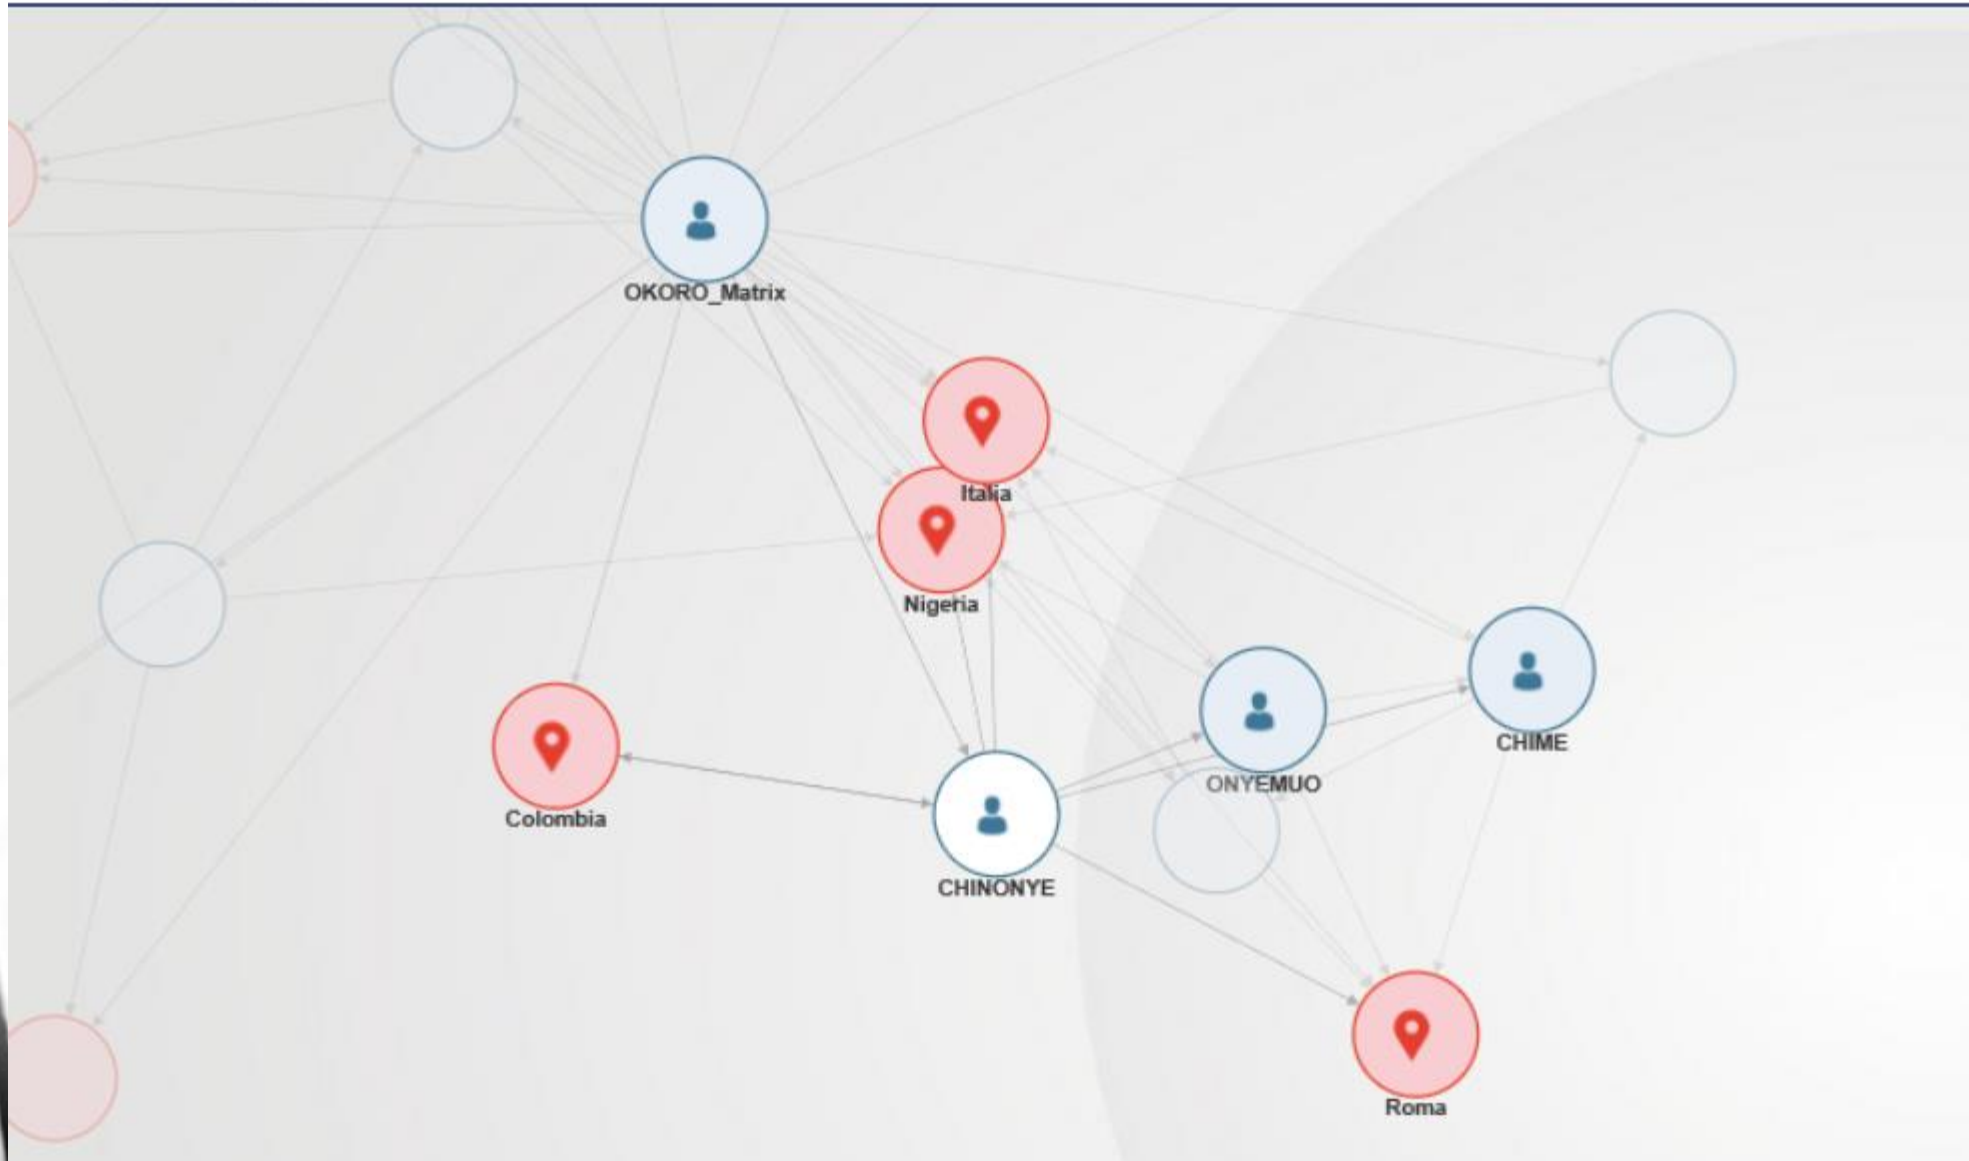 OKORO_Matrix
Italia
Nigeria
CHIME
ONYEMUO
Colombia
CHINONYE
Roma